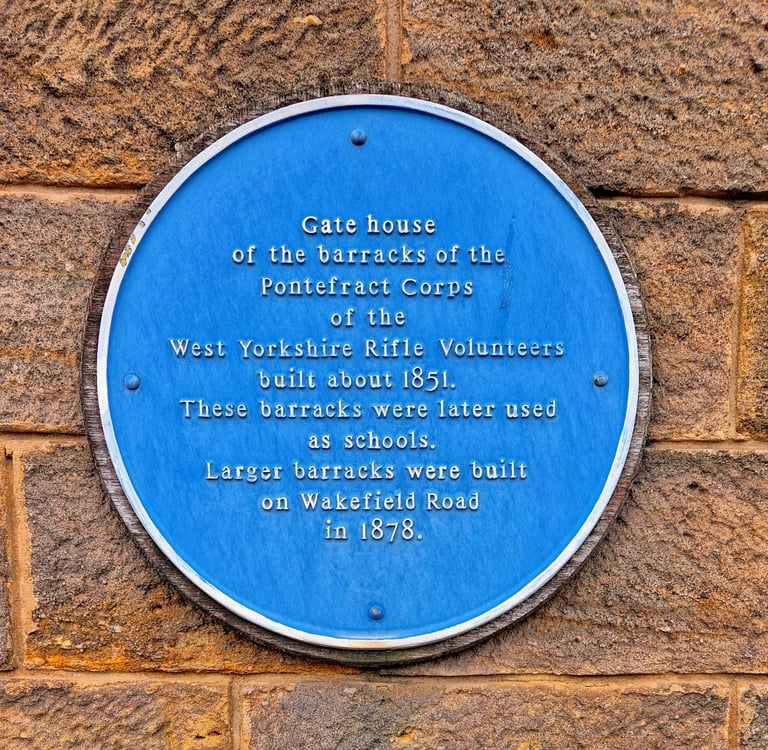 Gate house
of the barracks of the
Pontefract Corps
of the
West Yorkshire Rifle Volunteers
built about 1851.
These barracks were later used
as schools.
Larger barracks were built
on Wakefield Road
in 1878.